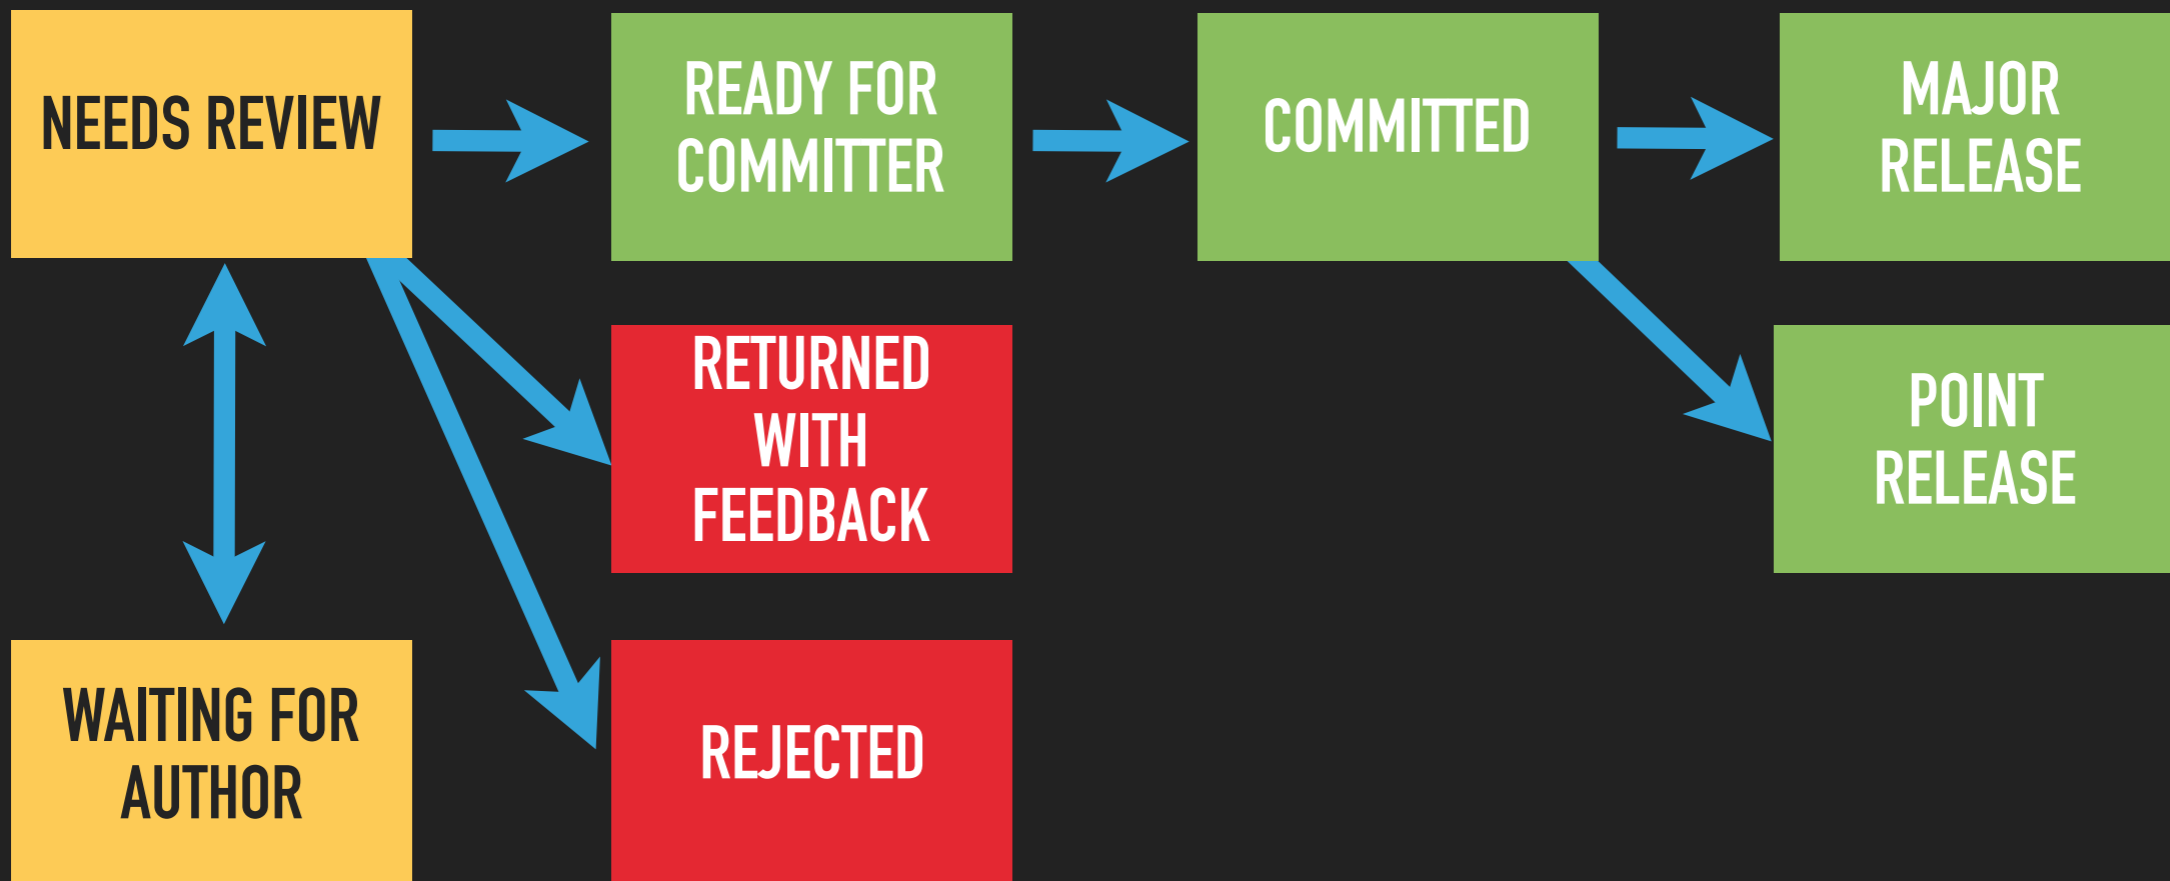 NEEDS REVIEW
READY FOR
COMMITTER
COMMITTED
MAJOR
RELEASE
RETURNED
WITH
FEEDBACK
POINT
RELEASE
WAITING FOR
AUTHOR
REJECTED